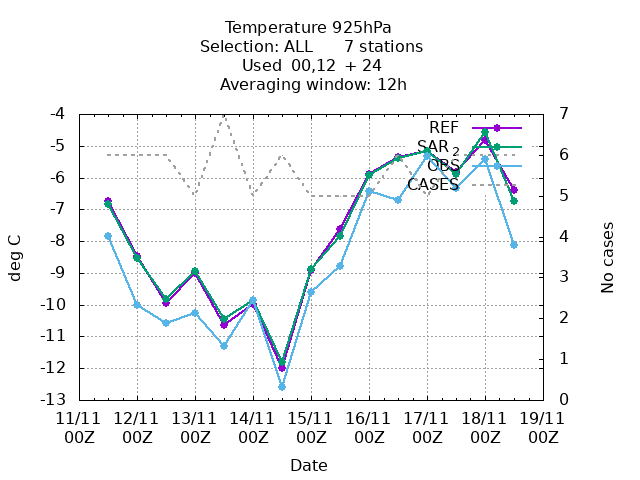 Temperature 925hPa
Selection: ALL 7 stations
Used 00,12 + 24
Averaging window: 12h
-4 7
REF
-5
SAR 2
-6 6
OBS
CASES
-7 5
-8 4
deg C
No cases
-9 3
-10 2
-11
-12 1
-13 0
11/11 12/11 13/11 14/11 15/11 16/11 17/11 18/11 19/11
00Z 00Z 00Z 00Z 00Z 00Z 00Z 00Z 00Z
Date